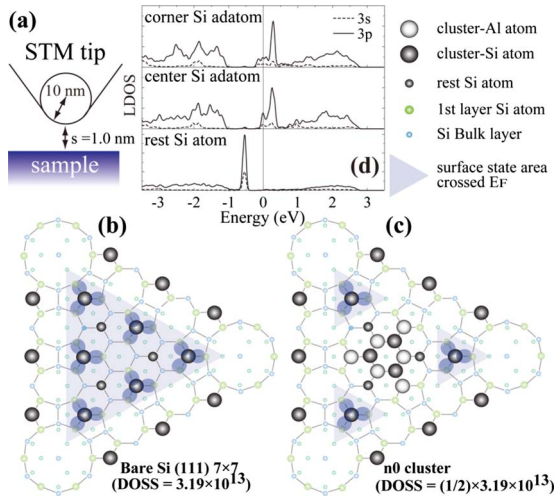 (a)
STM tip
10 nm
s =1.0 nm
sample
LDOS
corner Si adatom
3s
3p
center Si adatom
rest Si atom
(d)
-3 -2 -1 0 1 2 3
Energy (eV)
cluster-Al atom
cluster-Si atom
rest Si atom
1st layer Si atom
Si Bulk layer
surface state area
crossed EF
(b)
Bare Si (111) 7×7
(DOSS = 3.19×10¹³)
(c)
n0 cluster
(DOSS = (1/2)×3.19×10¹³)